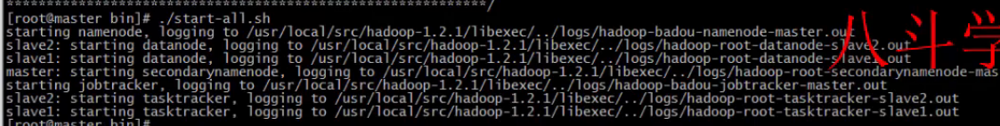 ************************************************************/
[root@master bin]# ./start-all.sh
starting namenode, logging to /usr/local/src/hadoop-1.2.1/libexec/../logs/hadoop-badou-namenode-master.out
slave2: starting datanode, logging to /usr/local/src/hadoop-1.2.1/libexec/../logs/hadoop-root-datanode-slave2.out
slave1: starting datanode, logging to /usr/local/src/hadoop-1.2.1/libexec/../logs/hadoop-root-datanode-slave1.out
master: starting secondarynamenode, logging to /usr/local/src/hadoop-1.2.1/libexec/../logs/hadoop-root-secondarynamenode-mas
starting jobtracker, logging to /usr/local/src/hadoop-1.2.1/libexec/../logs/hadoop-badou-jobtracker-master.out
slave2: starting tasktracker, logging to /usr/local/src/hadoop-1.2.1/libexec/../logs/hadoop-root-tasktracker-slave2.out
slave1: starting tasktracker, logging to /usr/local/src/hadoop-1.2.1/libexec/../logs/hadoop-root-tasktracker-slave1.out
[root@master bin]#
八斗学